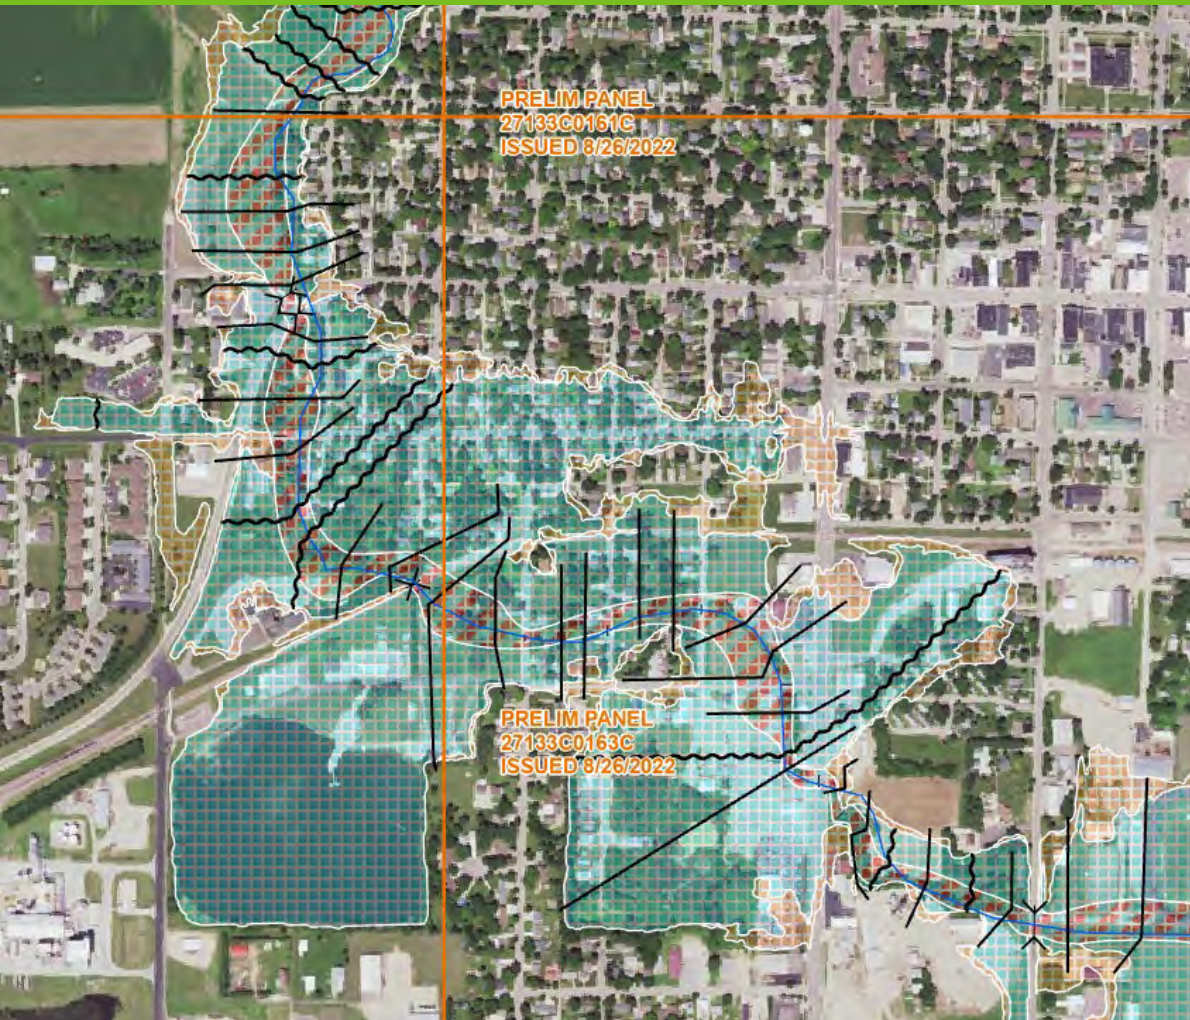 PRELIM PANEL
27133C0161C
ISSUED 8/26/2022
PRELIM PANEL
27133C0163C
ISSUED 8/26/2022